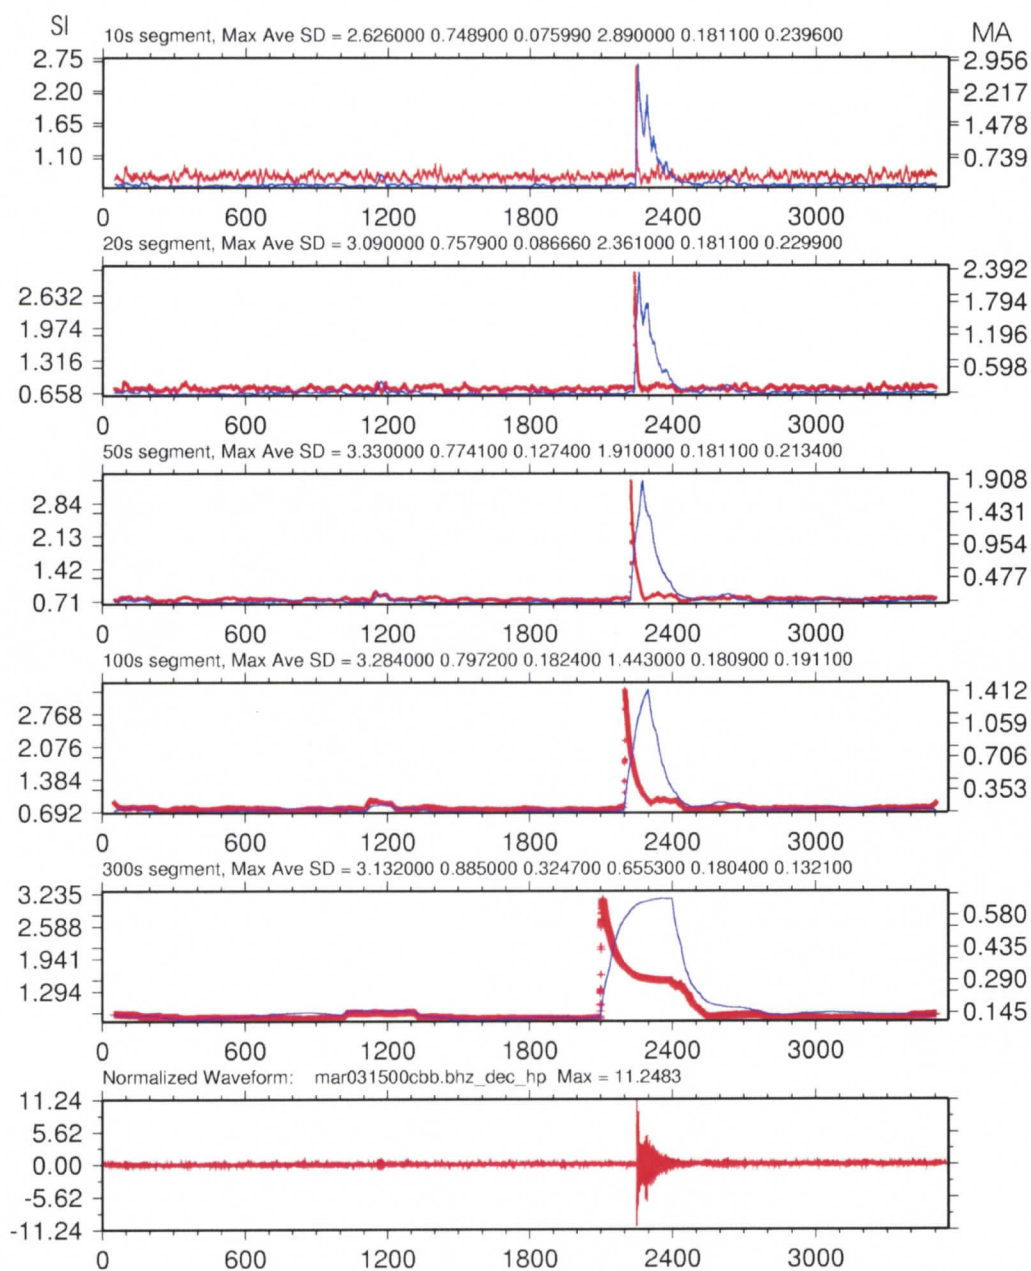 SI MA
10s segment, Max Ave SD = 2.626000 0.748900 0.075990 2.890000 0.181100 0.239600
2.75 2.956
2.20 2.217
1.65 1.478
1.10 0.739
0 600 1200 1800 2400 3000
20s segment, Max Ave SD = 3.090000 0.757900 0.086660 2.361000 0.181100 0.229900
2.392
2.632 1.794
1.974 1.196
1.316 0.598
0.658
0 600 1200 1800 2400 3000
50s segment, Max Ave SD = 3.330000 0.774100 0.127400 1.910000 0.181100 0.213400
1.908
2.84 1.431
2.13 0.954
1.42 0.477
0.71
0 600 1200 1800 2400 3000
100s segment, Max Ave SD = 3.284000 0.797200 0.182400 1.443000 0.180900 0.191100
1.412
2.768 1.059
2.076 0.706
1.384 0.353
0.692
0 600 1200 1800 2400 3000
300s segment, Max Ave SD = 3.132000 0.885000 0.324700 0.655300 0.180400 0.132100
3.235 0.580
2.588 0.435
1.941 0.290
1.294 0.145
0 600 1200 1800 2400 3000
Normalized Waveform: mar031500cbb.bhz_dec_hp Max = 11.2483
11.24
5.62
0.00
-5.62
-11.24
0 600 1200 1800 2400 3000